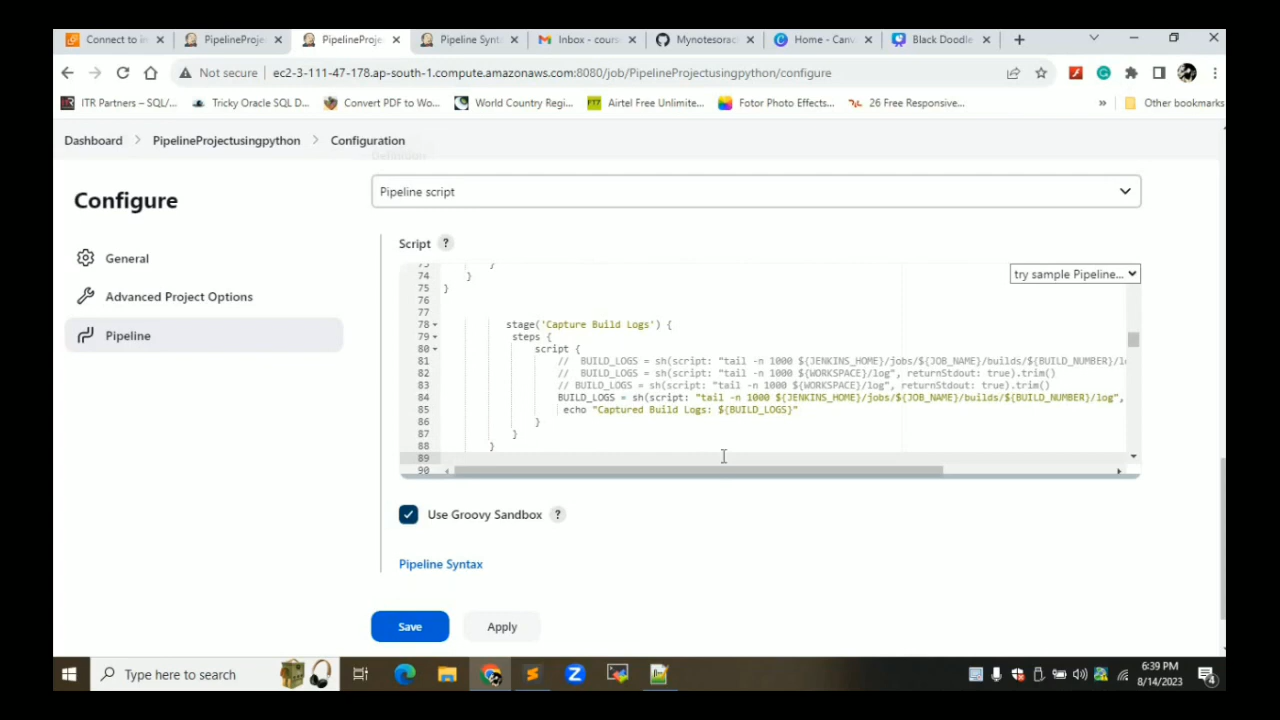 Connect to i
PipelineProje
PipelineProje
Pipeline Synt
Inbox - cours
Mynotesorac
Home - Canv
Black Doodle
Not secure
ec2-3-111-47-178.ap-south-1.compute.amazonaws.com:8080/job/PipelineProjectusingpython/configure
ITR Partners – SQL/...
Tricky Oracle SQL D...
Convert PDF to Wo...
World Country Regi...
Airtel Free Unlimite...
Fotor Photo Effects...
26 Free Responsive...
»
Other bookmarks
Dashboard > PipelineProjectusingpython > Configuration
Definition
Configure
General
Advanced Project Options
Pipeline
Pipeline script
Script ?
try sample Pipeline...
73 }
74 }
75 }
76
77
78 stage('Capture Build Logs') {
79 steps {
80 script {
81 // BUILD_LOGS = sh(script: "tail -n 1000 ${JENKINS_HOME}/jobs/${JOB_NAME}/builds/${BUILD_NUMBER}/l
82 // BUILD_LOGS = sh(script: "tail -n 1000 ${WORKSPACE}/log", returnStdout: true).trim()
83 // BUILD_LOGS = sh(script: "tail -n 1000 ${WORKSPACE}/log", returnStdout: true).trim()
84 BUILD_LOGS = sh(script: "tail -n 1000 ${JENKINS_HOME}/jobs/${JOB_NAME}/builds/${BUILD_NUMBER}/log",
85 echo "Captured Build Logs: ${BUILD_LOGS}"
86 }
87 }
88 }
89
90
Use Groovy Sandbox ?
Pipeline Syntax
Save
Apply
Type here to search
6:39 PM
8/14/2023
4